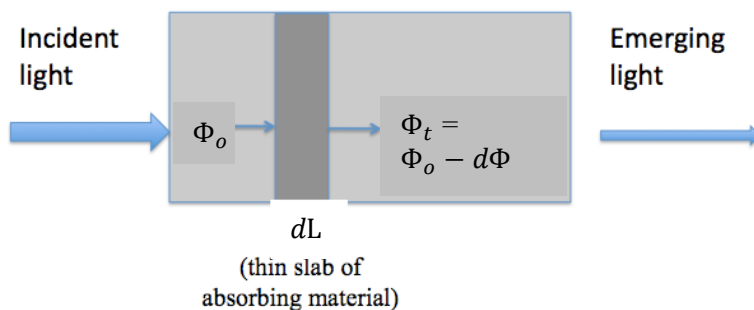 Incident
light
Emerging
light
Φₒ
Φₜ =
Φₒ − dΦ
dL
(thin slab of
absorbing material)